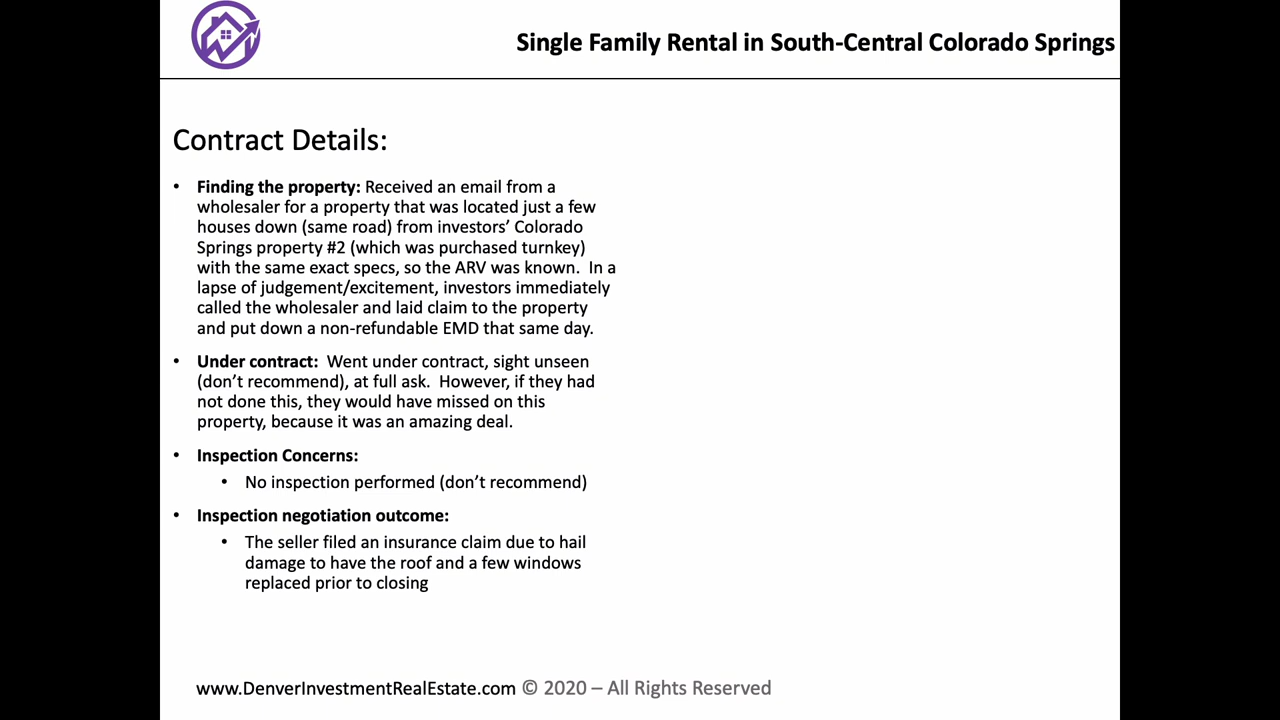 Single Family Rental in South-Central Colorado Springs
Contract Details:
• Finding the property: Received an email from a
wholesaler for a property that was located just a few
houses down (same road) from investors’ Colorado
Springs property #2 (which was purchased turnkey)
with the same exact specs, so the ARV was known.  In a
lapse of judgement/excitement, investors immediately
called the wholesaler and laid claim to the property
and put down a non-refundable EMD that same day.
• Under contract:  Went under contract, sight unseen
(don’t recommend), at full ask.  However, if they had
not done this, they would have missed on this
property, because it was an amazing deal.
• Inspection Concerns:
• No inspection performed (don’t recommend)
• Inspection negotiation outcome:
• The seller filed an insurance claim due to hail
damage to have the roof and a few windows
replaced prior to closing
www.DenverInvestmentRealEstate.com © 2020 – All Rights Reserved